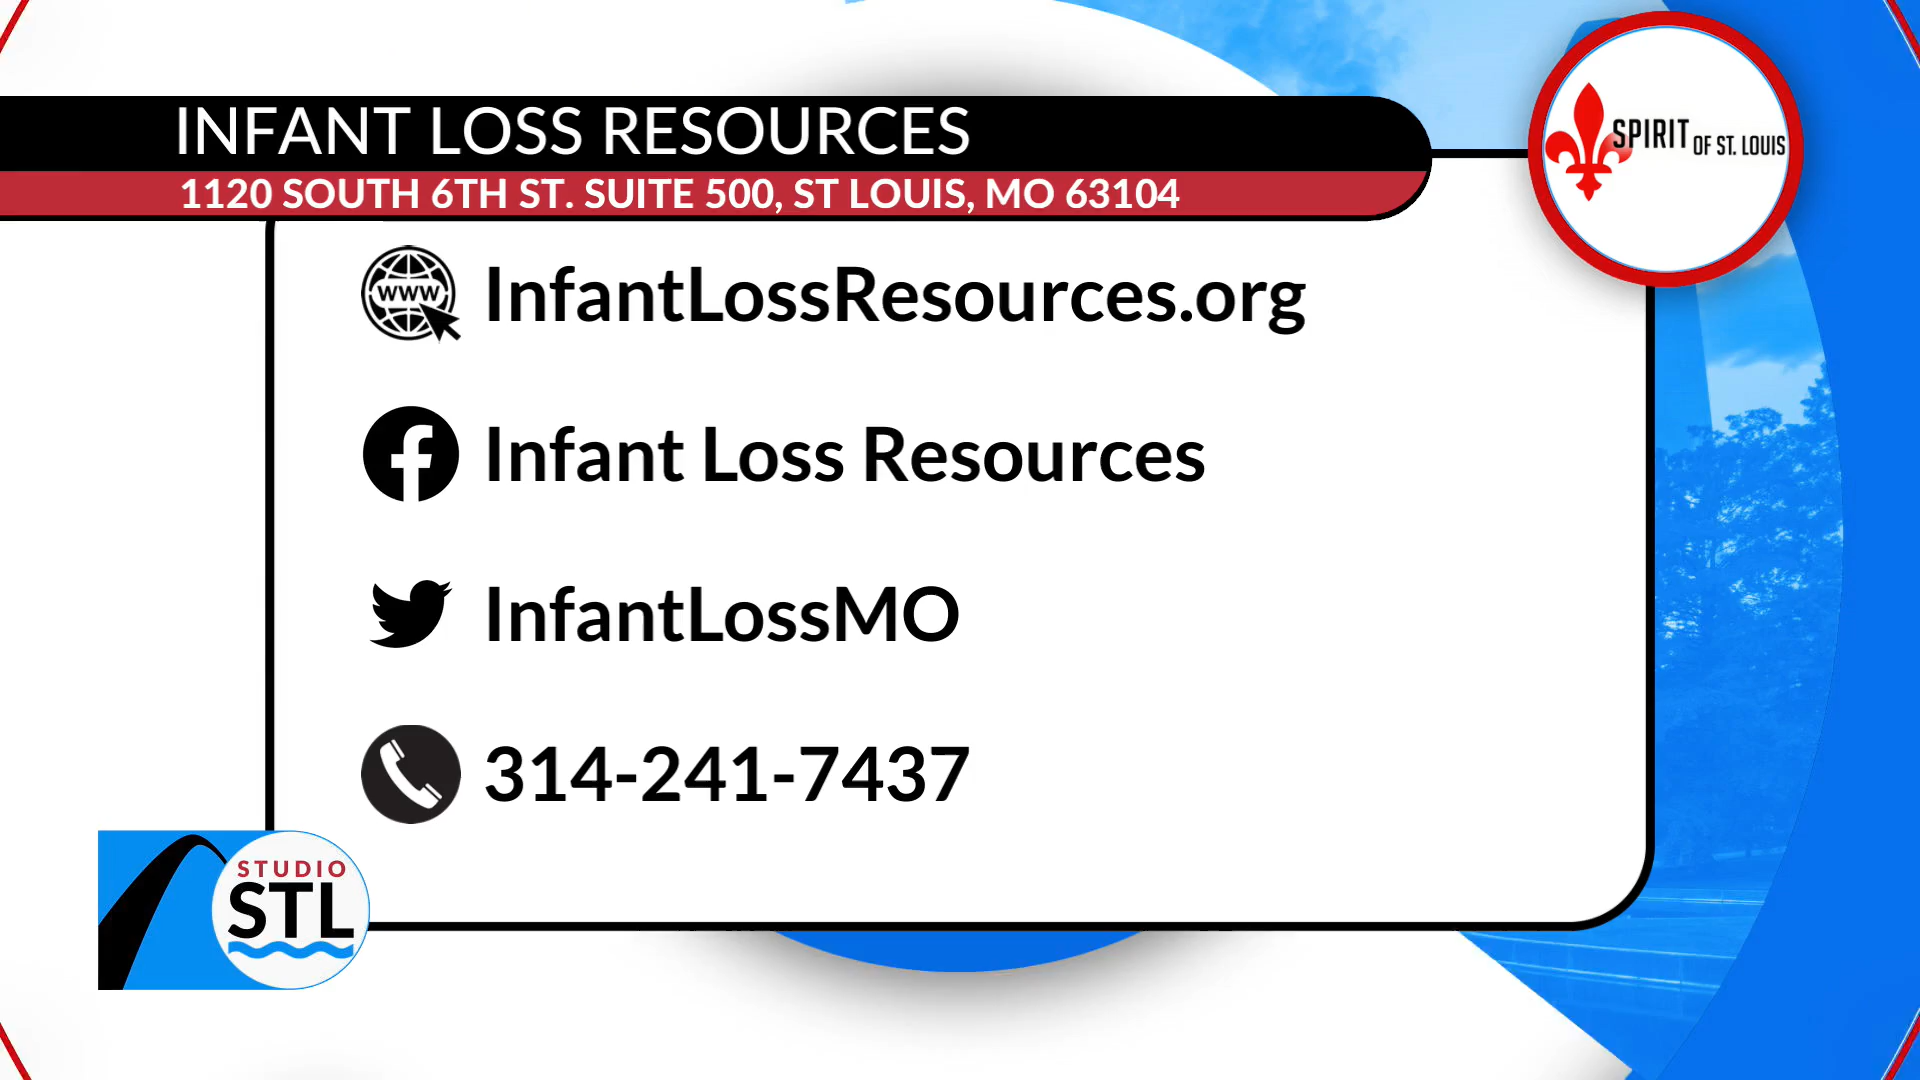 INFANT LOSS RESOURCES
1120 SOUTH 6TH ST. SUITE 500, ST LOUIS, MO 63104
SPIRIT OF ST. LOUIS
WWW InfantLossResources.org
Infant Loss Resources
InfantLossMO
314-241-7437
STUDIO
STL